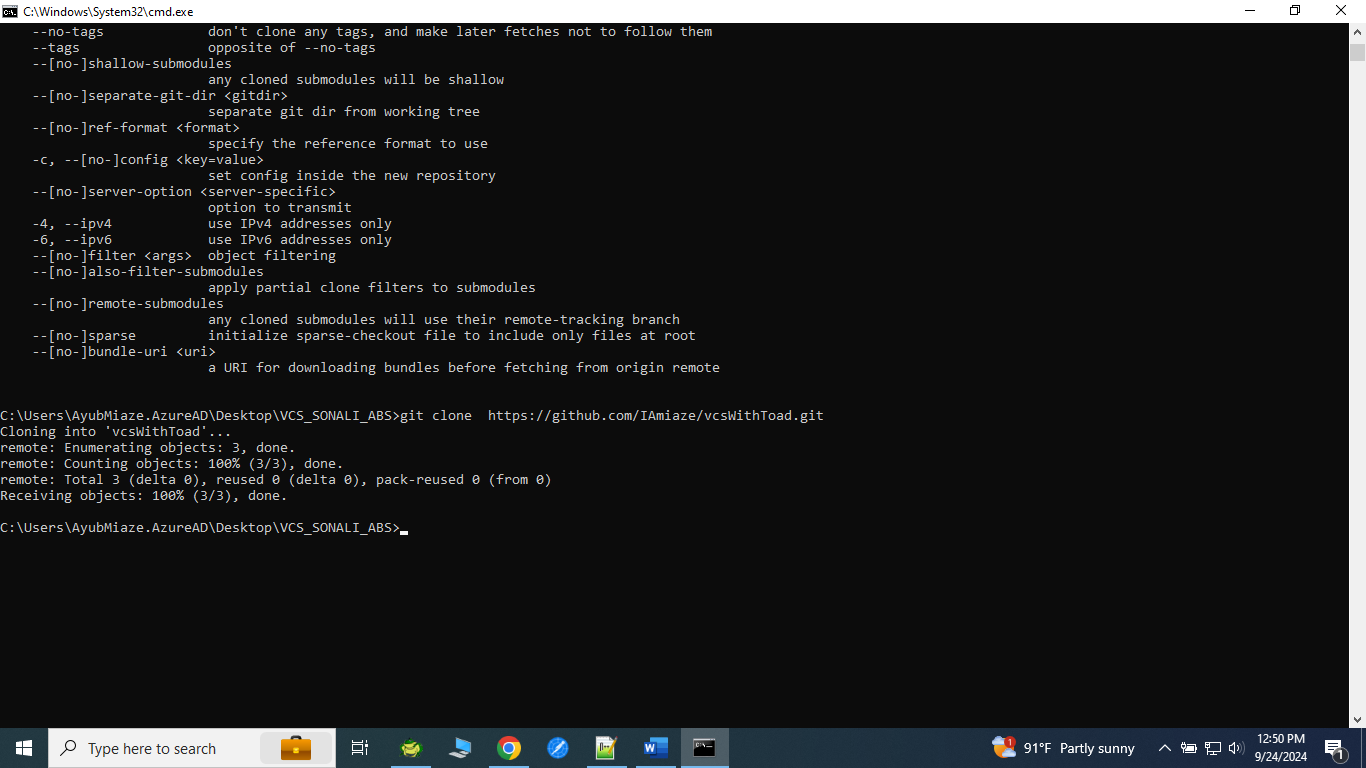 C:\Windows\System32\cmd.exe
--no-tags don't clone any tags, and make later fetches not to follow them
--tags opposite of --no-tags
--[no-]shallow-submodules
any cloned submodules will be shallow
--[no-]separate-git-dir <gitdir>
separate git dir from working tree
--[no-]ref-format <format>
specify the reference format to use
-c, --[no-]config <key=value>
set config inside the new repository
--[no-]server-option <server-specific>
option to transmit
-4, --ipv4 use IPv4 addresses only
-6, --ipv6 use IPv6 addresses only
--[no-]filter <args> object filtering
--[no-]also-filter-submodules
apply partial clone filters to submodules
--[no-]remote-submodules
any cloned submodules will use their remote-tracking branch
--[no-]sparse initialize sparse-checkout file to include only files at root
--[no-]bundle-uri <uri>
a URI for downloading bundles before fetching from origin remote
C:\Users\AyubMiaze.AzureAD\Desktop\VCS_SONALI_ABS>git clone  https://github.com/IAmiaze/vcsWithToad.git
Cloning into 'vcsWithToad'...
remote: Enumerating objects: 3, done.
remote: Counting objects: 100% (3/3), done.
remote: Total 3 (delta 0), reused 0 (delta 0), pack-reused 0 (from 0)
Receiving objects: 100% (3/3), done.
C:\Users\AyubMiaze.AzureAD\Desktop\VCS_SONALI_ABS>
Type here to search
1
91°F Partly sunny
12:50 PM
9/24/2024
1